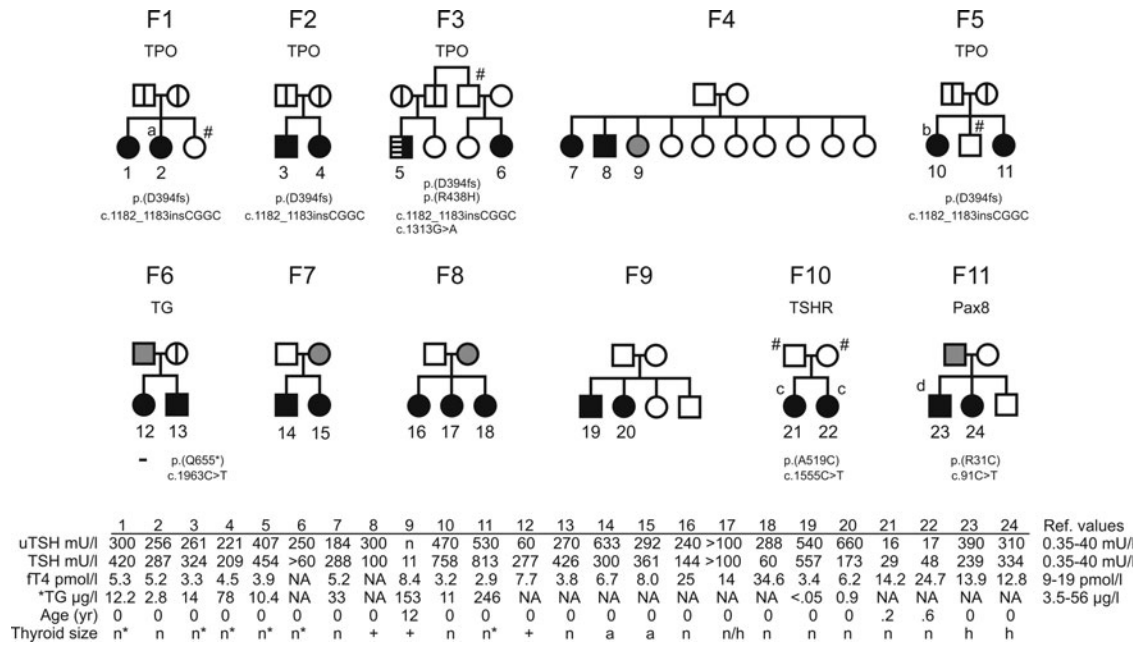 F1 F2 F3 F4 F5
TPO TPO TPO TPO
#
a # b #
1 2 3 4 5 6 7 8 9 10 11
p.(D394fs) p.(D394fs) p.(D394fs) p.(D394fs)
c.1182_1183insCGGC c.1182_1183insCGGC p.(R438H) c.1182_1183insCGGC
c.1182_1183insCGGC
c.1313G>A
F6 F7 F8 F9 F10 F11
TG TSHR Pax8
# #
c c d
12 13 14 15 16 17 18 19 20 21 22 23 24
- p.(Q655*) p.(A519C) p.(R31C)
c.1963C>T c.1555C>T c.91C>T
1 2 3 4 5 6 7 8 9 10 11 12 13 14 15 16 17 18 19 20 21 22 23 24 Ref. values
uTSH mU/l 300 256 261 221 407 250 184 300 n 470 530 60 270 633 292 240 >100 288 540 660 16 17 390 310 0.35-40 mU/l
TSH mU/l 420 287 324 209 454 >60 288 100 11 758 813 277 426 300 361 144 >100 60 557 173 29 48 239 334 0.35-40 mU/l
fT4 pmol/l 5.3 5.2 3.3 4.5 3.9 NA 5.2 NA 8.4 3.2 2.9 7.7 3.8 6.7 8.0 25 14 34.6 3.4 6.2 14.2 24.7 13.9 12.8 9-19 pmol/l
*TG µg/l 12.2 2.8 14 78 10.4 NA 33 NA 153 11 246 NA NA NA NA NA NA NA <.05 0.9 NA NA NA NA 3.5-56 µg/l
Age (yr) 0 0 0 0 0 0 0 0 12 0 0 0 0 0 0 0 0 0 0 0 .2 .6 0 0
Thyroid size n* n n* n* n* n* n + + n n* + n a a n n/h n n n n n h h